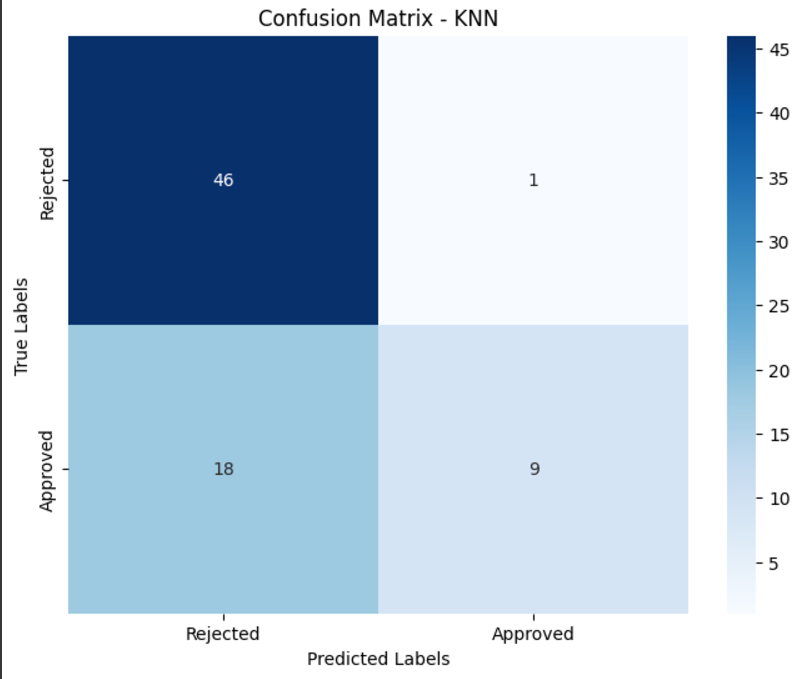 Confusion Matrix - KNN
True Labels
Rejected
46
1
Approved
18
9
Rejected
Approved
Predicted Labels
45
40
35
30
25
20
15
10
5